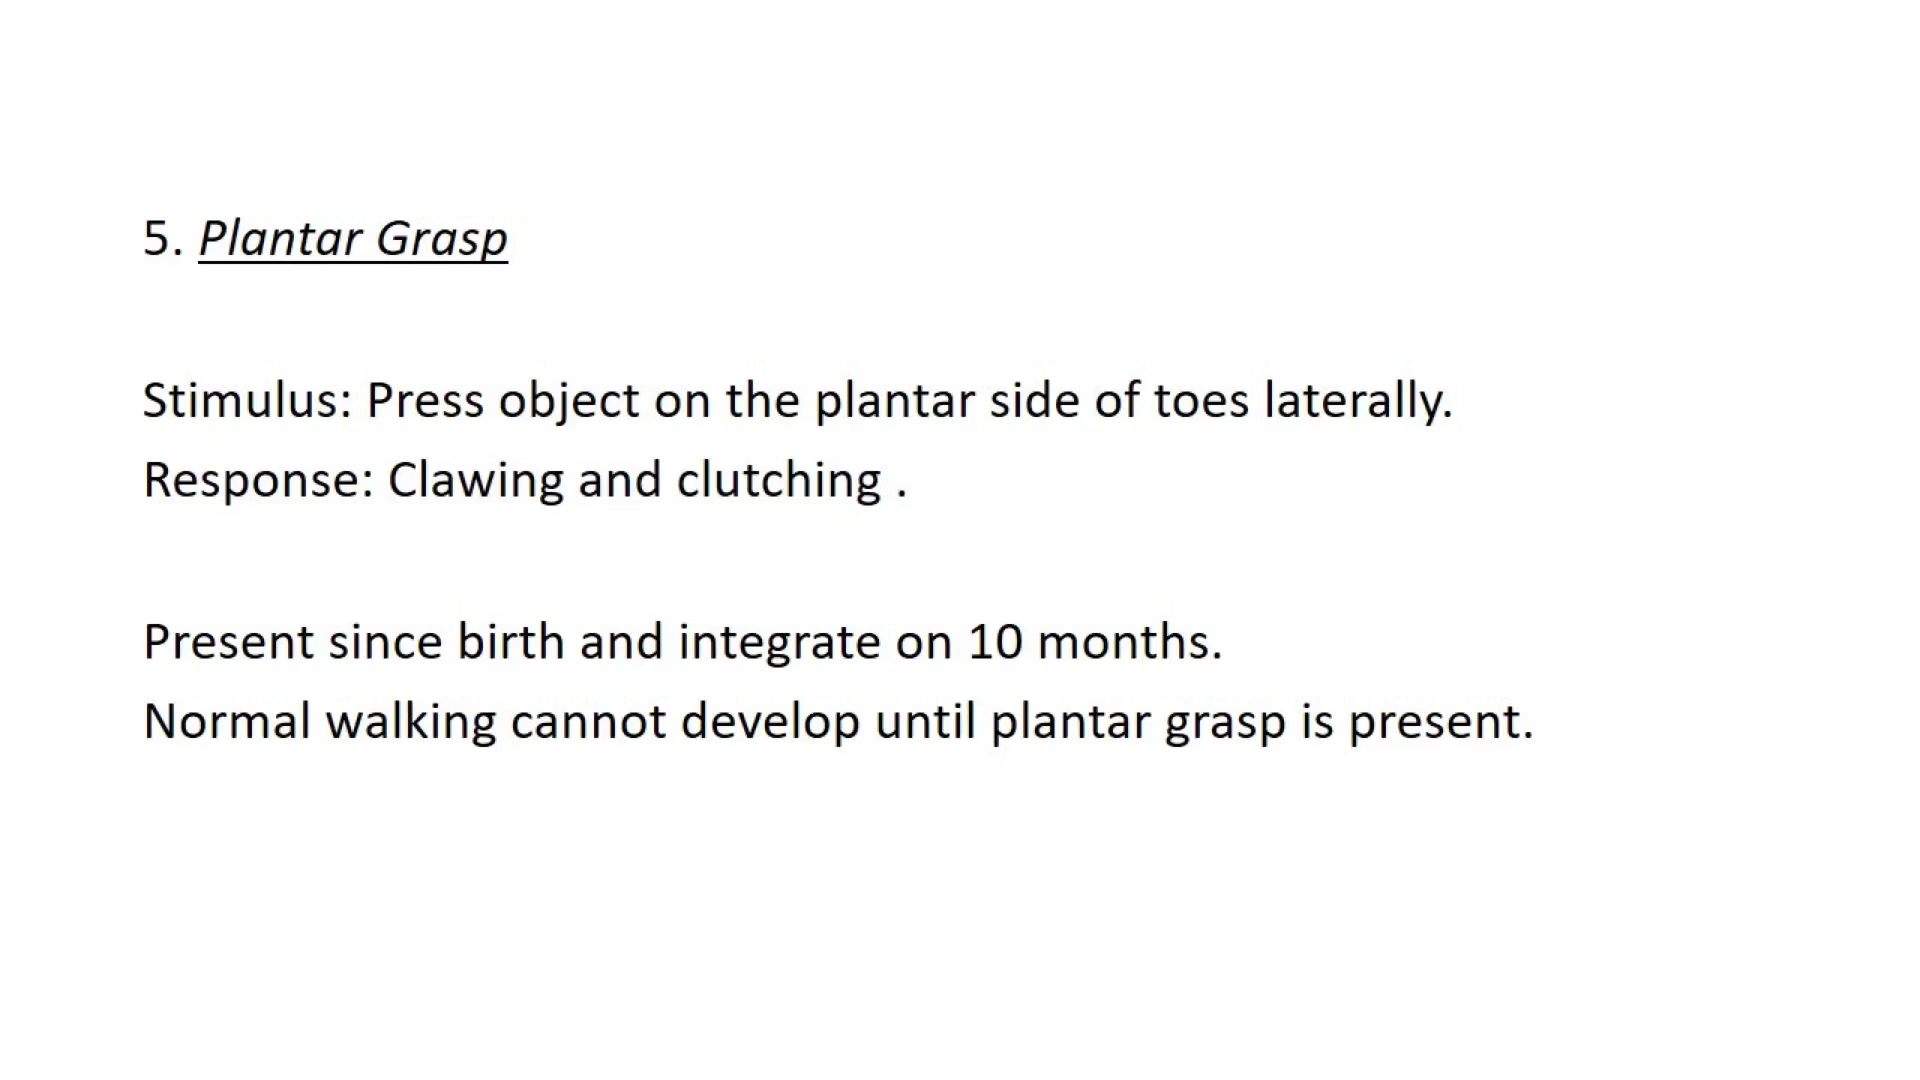 5. Plantar Grasp
Stimulus: Press object on the plantar side of toes laterally.
Response: Clawing and clutching .
Present since birth and integrate on 10 months.
Normal walking cannot develop until plantar grasp is present.